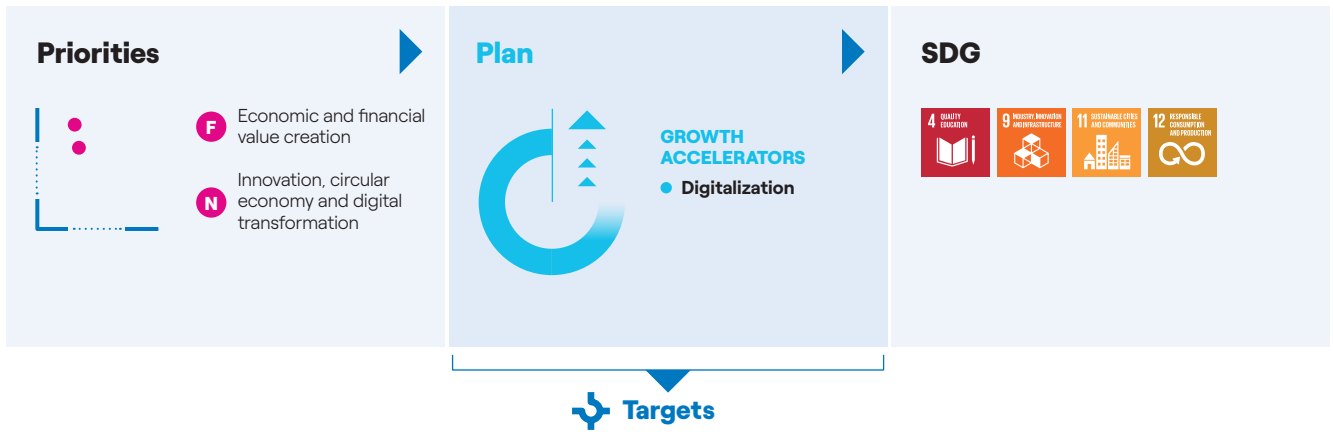 Priorities
F
Economic and financial
value creation
N
Innovation, circular
economy and digital
transformation
Plan
GROWTH
ACCELERATORS
Digitalization
SDG
4 QUALITY
EDUCATION
9 INDUSTRY, INNOVATION
AND INFRASTRUCTURE
11 SUSTAINABLE CITIES
AND COMMUNITIES
12 RESPONSIBLE
CONSUMPTION
AND PRODUCTION
Targets